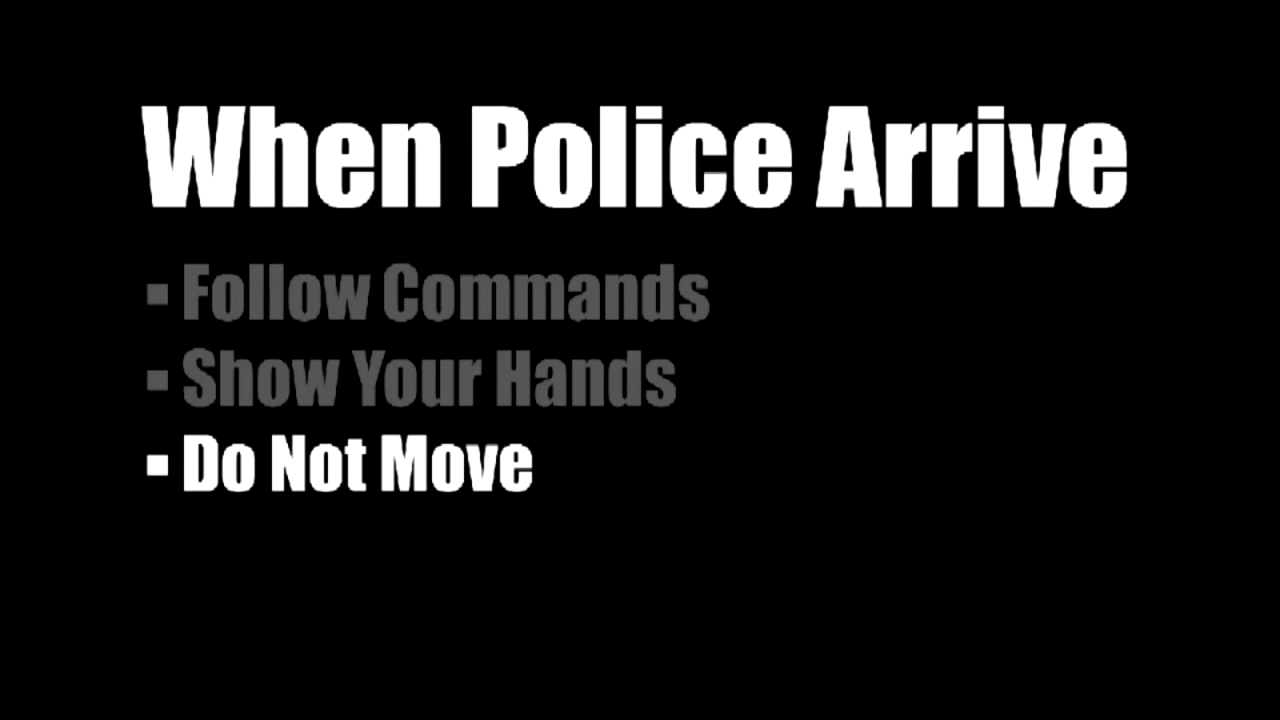 When Police Arrive
▪ Follow Commands
▪ Show Your Hands
▪ Do Not Move